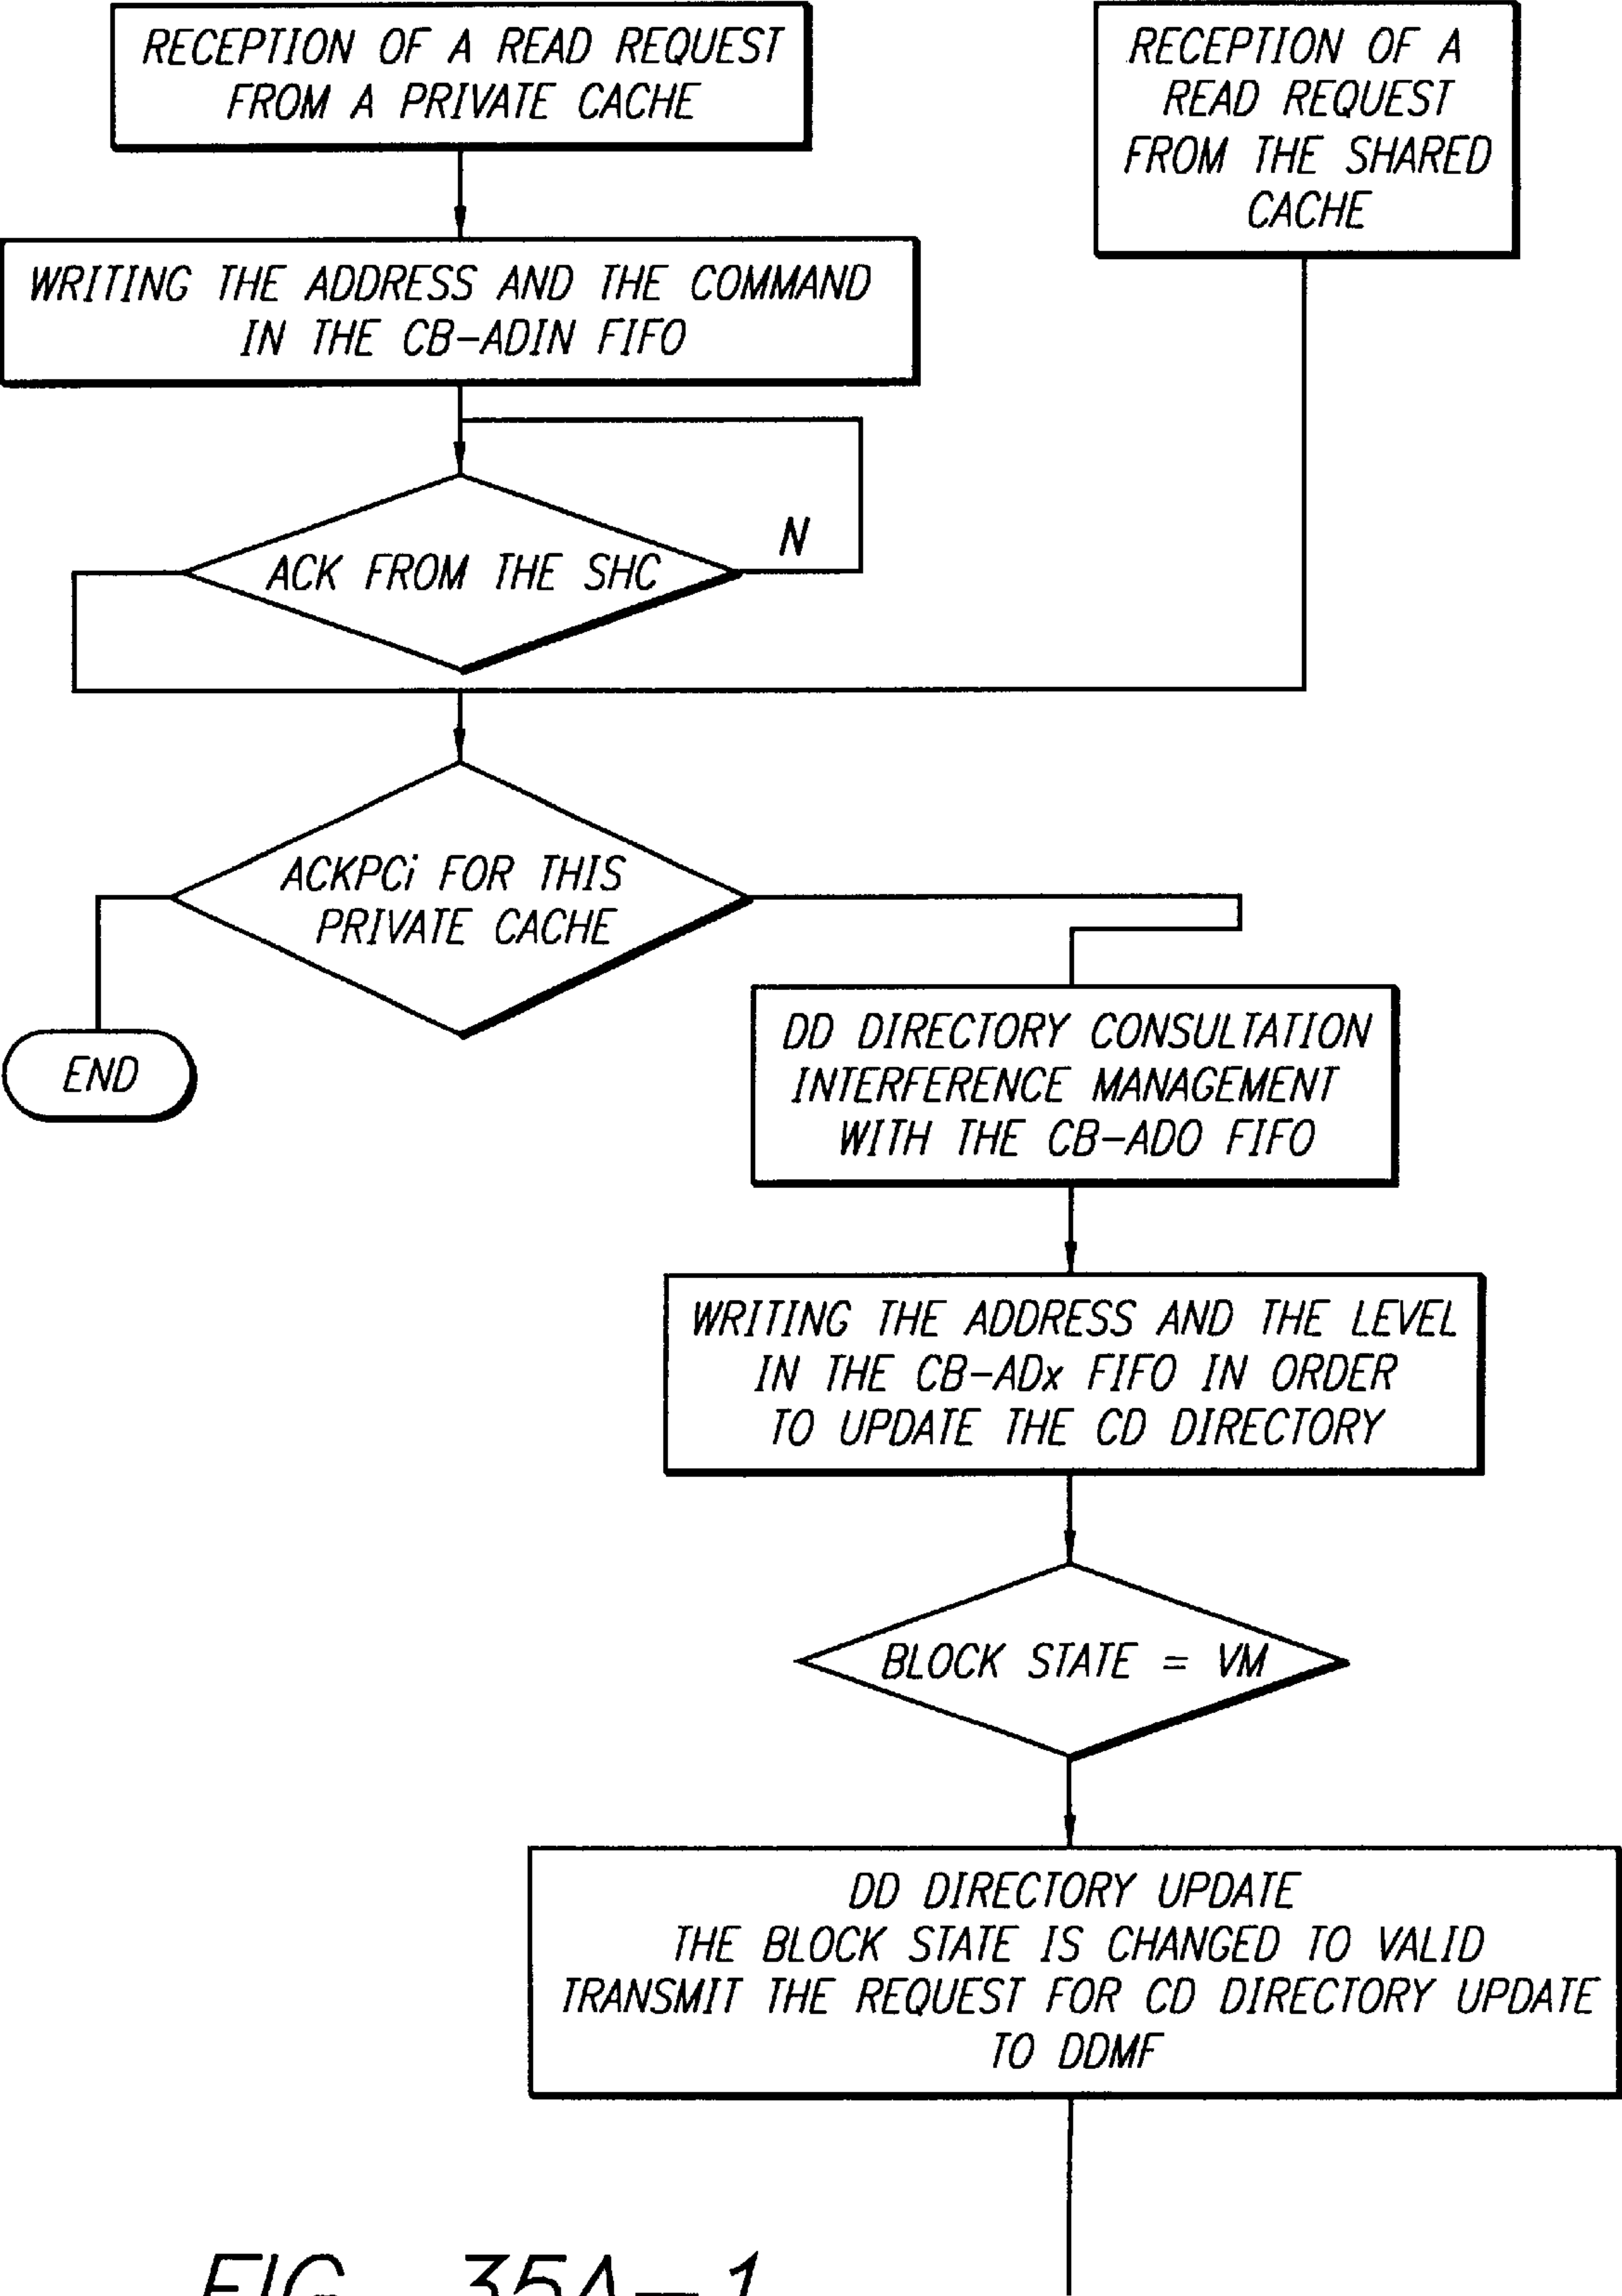 RECEPTION OF A READ REQUEST
FROM A PRIVATE CACHE
RECEPTION OF A
READ REQUEST
FROM THE SHARED
CACHE
WRITING THE ADDRESS AND THE COMMAND
IN THE CB-ADIN FIFO
N
ACK FROM THE SHC
ACKPCi FOR THIS
PRIVATE CACHE
END
DD DIRECTORY CONSULTATION
INTERFERENCE MANAGEMENT
WITH THE CB-ADO FIFO
WRITING THE ADDRESS AND THE LEVEL
IN THE CB-ADx FIFO IN ORDER
TO UPDATE THE CD DIRECTORY
BLOCK STATE = VM
DD DIRECTORY UPDATE
THE BLOCK STATE IS CHANGED TO VALID
TRANSMIT THE REQUEST FOR CD DIRECTORY UPDATE
TO DDMF
FIG. 35A-1